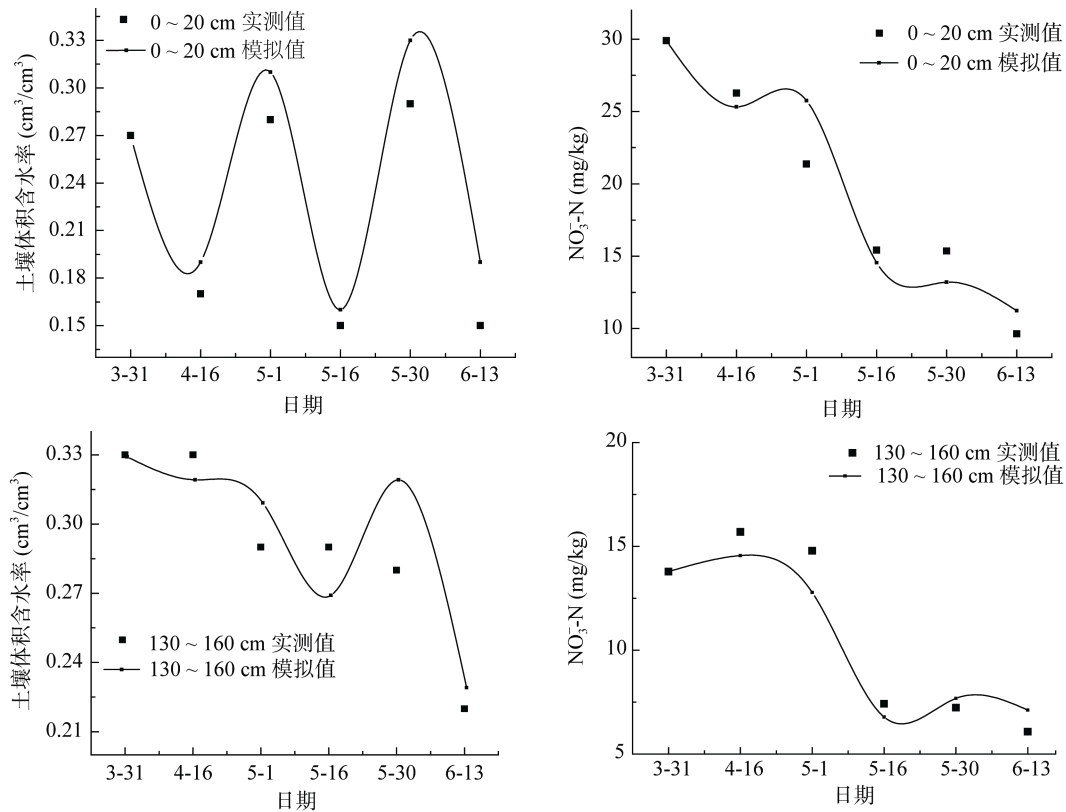 0 ~ 20 cm 实测值
0 ~ 20 cm 模拟值
土壤体积含水率 (cm³/cm³)
0.33
0.30
0.27
0.24
0.21
0.18
0.15
3-31 4-16 5-1 5-16 5-30 6-13
日期
0 ~ 20 cm 实测值
0 ~ 20 cm 模拟值
NO₃⁻-N (mg/kg)
30
25
20
15
10
3-31 4-16 5-1 5-16 5-30 6-13
日期
130 ~ 160 cm 实测值
130 ~ 160 cm 模拟值
土壤体积含水率 (cm³/cm³)
0.33
0.30
0.27
0.24
0.21
3-31 4-16 5-1 5-16 5-30 6-13
日期
130 ~ 160 cm 实测值
130 ~ 160 cm 模拟值
NO₃⁻-N (mg/kg)
20
15
10
5
3-31 4-16 5-1 5-16 5-30 6-13
日期